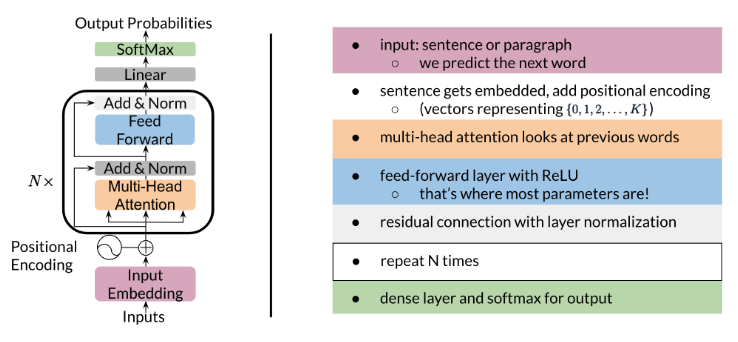 Output Probabilities
SoftMax
Linear
Add & Norm
Feed
Forward
N×
Add & Norm
Multi-Head
Attention
Positional
Encoding
Input
Embedding
Inputs
● input: sentence or paragraph
○ we predict the next word
● sentence gets embedded, add positional encoding
○ (vectors representing {0, 1, 2, ..., K})
● multi-head attention looks at previous words
● feed-forward layer with ReLU
○ that's where most parameters are!
● residual connection with layer normalization
● repeat N times
● dense layer and softmax for output